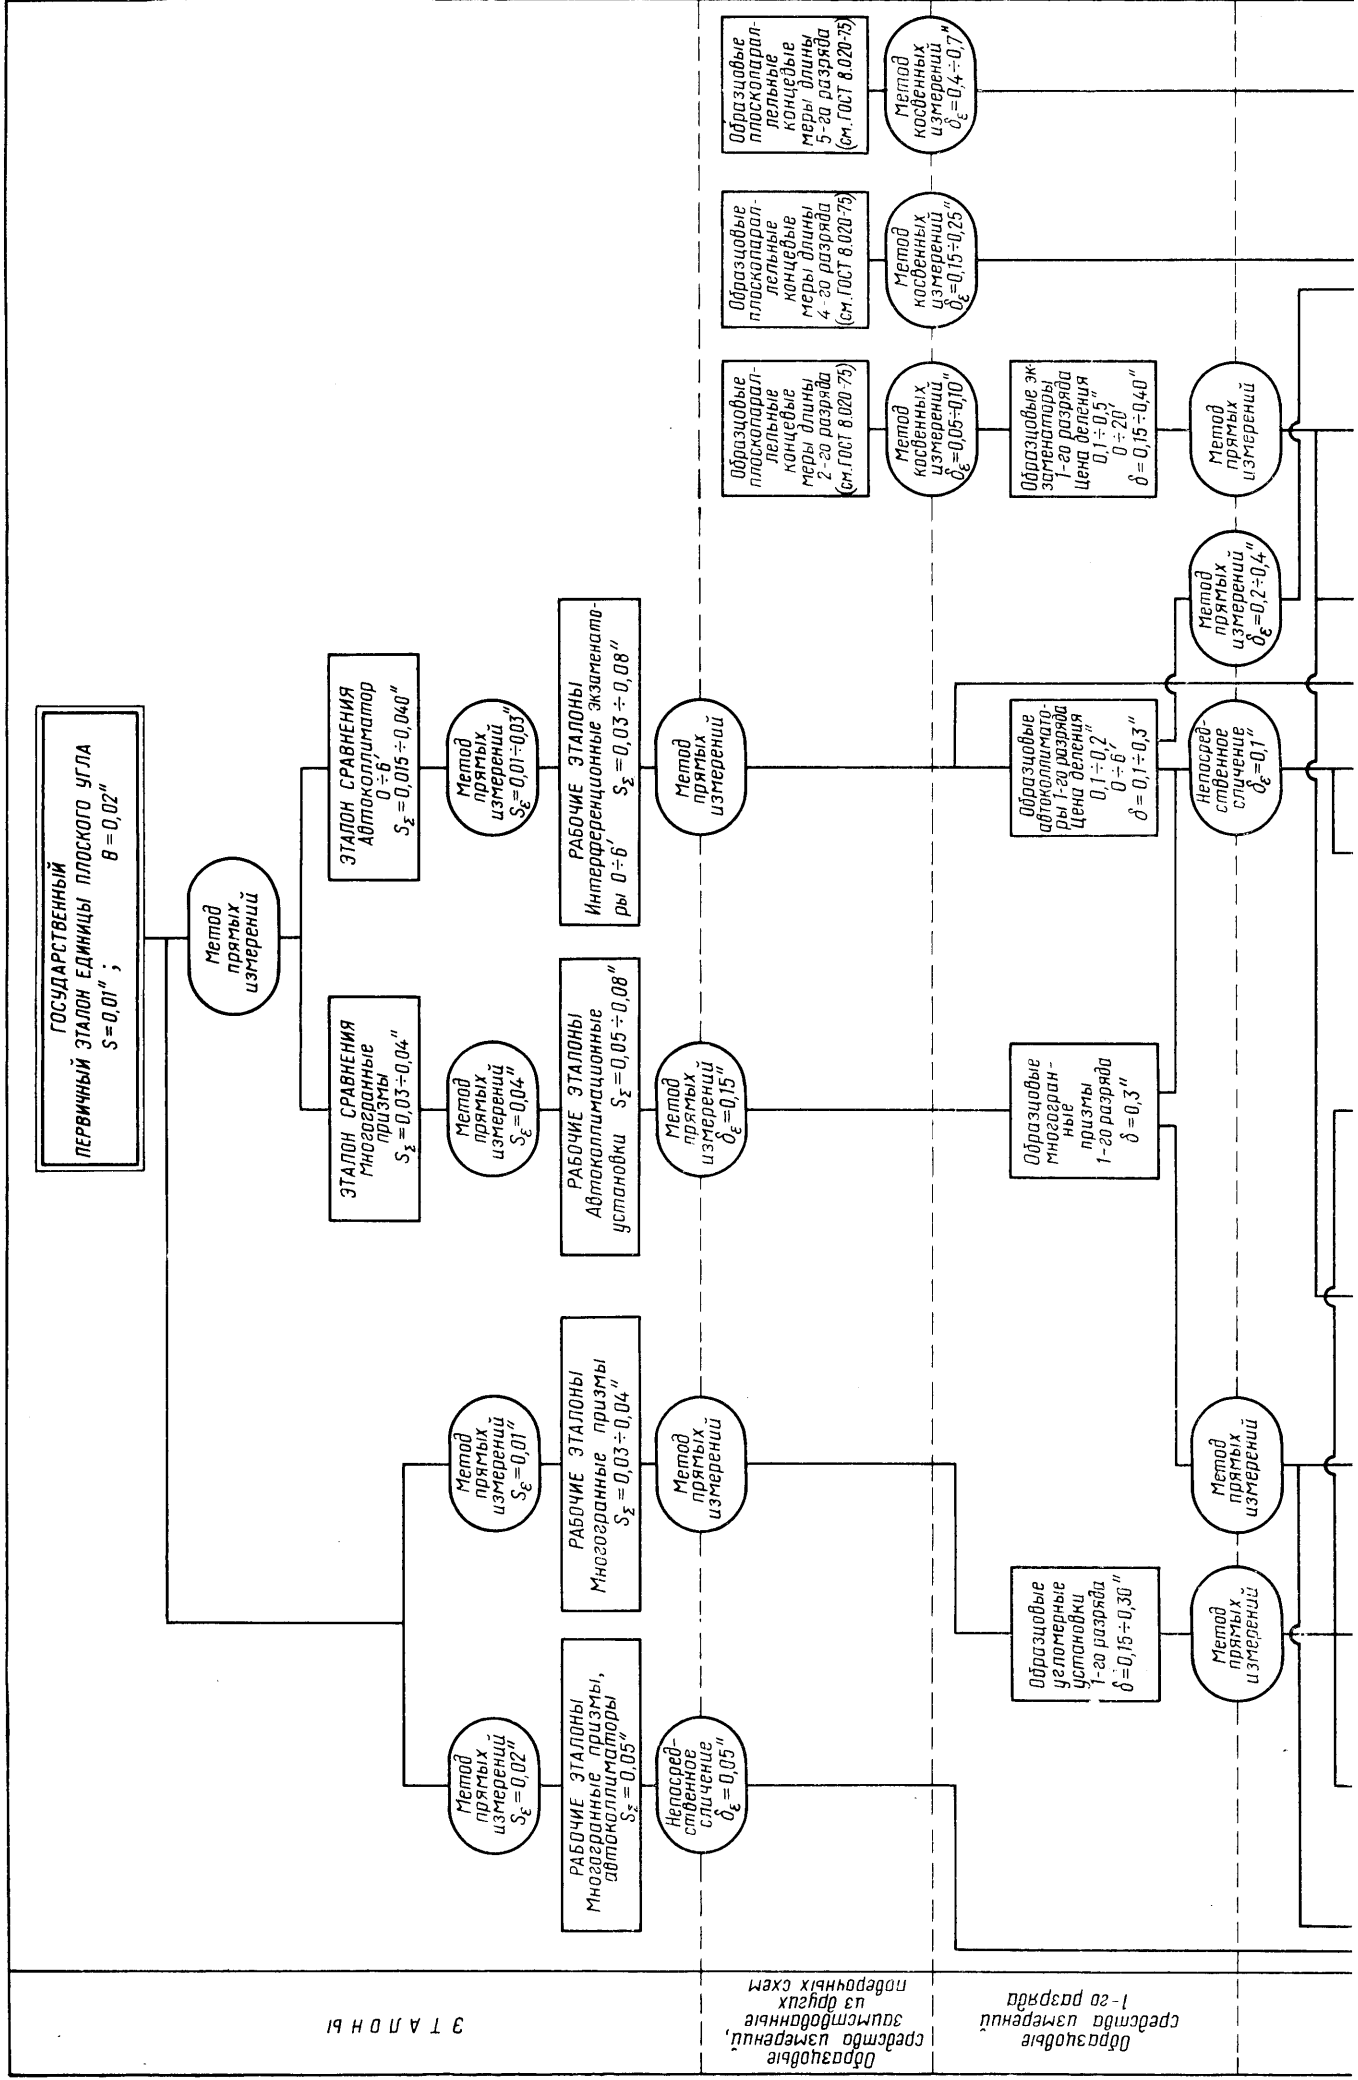 ГОСУДАРСТВЕННЫЙ
ПЕРВИЧНЫЙ ЭТАЛОН ЕДИНИЦЫ ПЛОСКОГО УГЛА
S=0,01″ ; θ=0,02″
Метод
прямых
измерений
ЭТАЛОН СРАВНЕНИЯ
Многогранные
призмы
S_Σ=0,03÷0,04″
ЭТАЛОН СРАВНЕНИЯ
Автоколлиматор
0÷6′
S_Σ=0,015÷0,040″
Метод
прямых
измерений
S_ε=0,02″
Метод
прямых
измерений
S_ε=0,01″
Метод
прямых
измерений
S_ε=0,04″
Метод
прямых
измерений
S_ε=0,01÷0,03″
РАБОЧИЕ ЭТАЛОНЫ
Многогранные призмы,
автоколлиматоры
S_Σ=0,05″
РАБОЧИЕ ЭТАЛОНЫ
Многогранные призмы
S_Σ=0,03÷0,04″
РАБОЧИЕ ЭТАЛОНЫ
Автоколлимационные
установки S_Σ=0,05÷0,08″
РАБОЧИЕ ЭТАЛОНЫ
Интерференционные экзаменато-
ры 0÷6′ S_Σ=0,03÷0,08″
Непосред-
ственное
сличение
δ_ε=0,05″
Метод
прямых
измерений
Метод
прямых
измерений
δ_ε=0,15″
Метод
прямых
измерений
Образцовые
плоскопарал-
лельные
концевые
меры длины
2-го разряда
(см.ГОСТ 8.020-75)
Образцовые
плоскопарал-
лельные
концевые
меры длины
4-го разряда
(см.ГОСТ 8.020-75)
Образцовые
плоскопарал-
лельные
концевые
меры длины
5-го разряда
(см.ГОСТ 8.020-75)
Метод
косвенных
измерений
δ_ε=0,05÷0,10″
Метод
косвенных
измерений
δ_ε=0,15÷0,25″
Метод
косвенных
измерений
δ_ε=0,4÷0,7″
Образцовые
угломерные
установки
1-го разряда
δ=0,15÷0,30″
Образцовые
многогран-
ные
призмы
1-го разряда
δ=0,3″
Образцовые
автоколлимато-
ры 1-го разряда
Цена деления
0,1÷0,2″
0÷6′
δ=0,1÷0,3″
Образцовые эк-
заменаторы
1-го разряда
Цена деления
0,1÷0,5″
0÷20′
δ=0,15÷0,40″
Метод
прямых
измерений
Метод
прямых
измерений
Непосред-
ственное
сличение
δ_ε=0,1″
Метод
прямых
измерений
δ_ε=0,2÷0,4″
Метод
прямых
измерений
ЭТАЛОНЫ
Образцовые
средства измерений,
заимствованные
из других
поверочных схем
Образцовые
средства измерений
1-го разряда